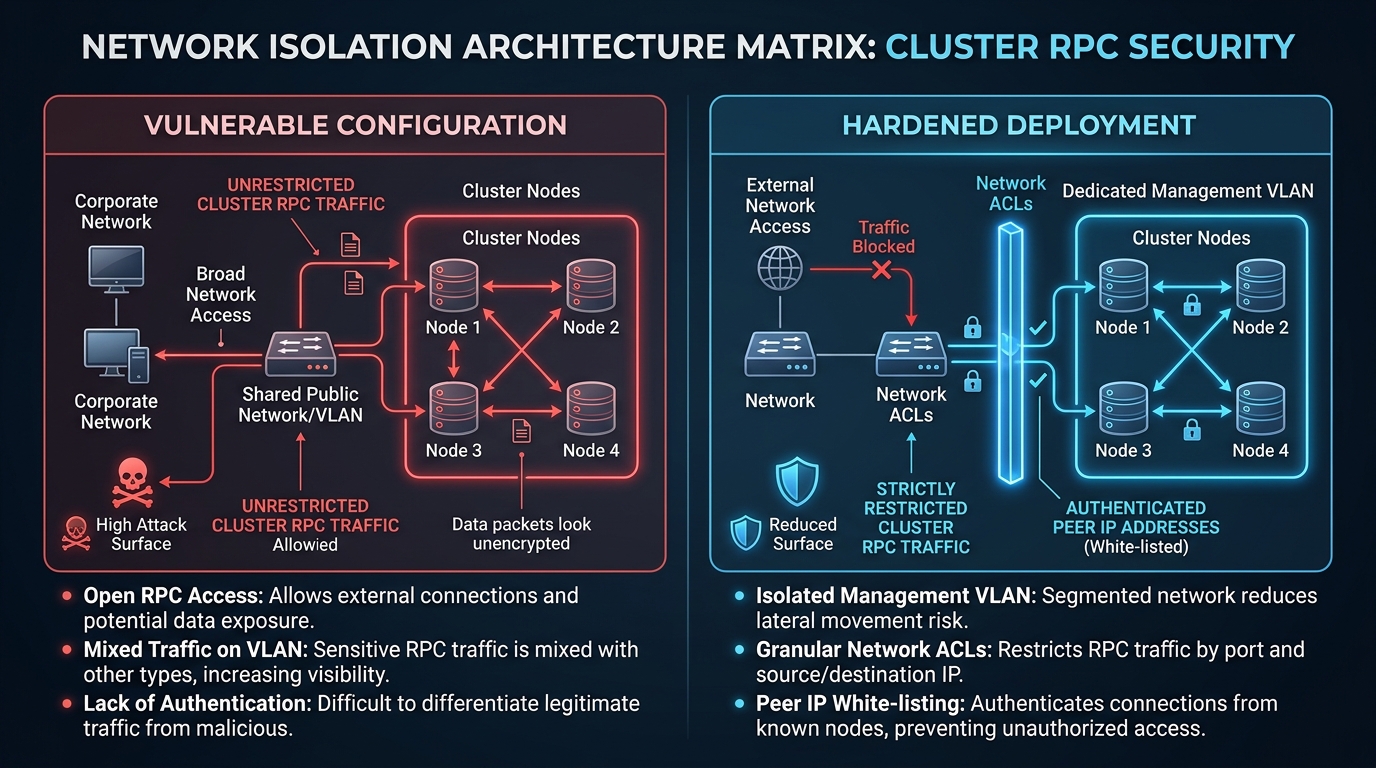 NETWORK ISOLATION ARCHITECTURE MATRIX: CLUSTER RPC SECURITY
VULNERABLE CONFIGURATION
Corporate
Network
UNRESTRICTED
CLUSTER RPC TRAFFIC
Cluster Nodes
Cluster Nodes
Broad
Network
Access
Node 1
Node 2
Corporate
Network
Shared Public
Network/VLAN
Node 3
Node 4
High Attack
Surface
UNRESTRICTED
CLUSTER RPC TRAFFIC
Allowied
Data packets look
unencrypted
Open RPC Access: Allows external connections and
potential data exposure.
Mixed Traffic on VLAN: Sensitive RPC traffic is mixed with
other types, increasing visibility.
Lack of Authentication: Difficult to differentiate legitimate
traffic from malicious.
HARDENED DEPLOYMENT
External
Network
Access
Traffic
Blocked
Network
ACLs
Dedicated Management VLAN
Cluster Nodes
Node 1
Node 2
Network
Network
ACLs
Node 3
Node 4
Reduced
Surface
STRICTLY
RESTRICTED
CLUSTER
RPC TRAFFIC
AUTHENTICATED
PEER IP ADDRESSES
(White-listed)
Isolated Management VLAN: Segmented network reduces
lateral movement risk.
Granular Network ACLs: Restricts RPC traffic by port and
source/destination IP.
Peer IP White-listing: Authenticates connections from
known nodes, preventing unauthorized access.